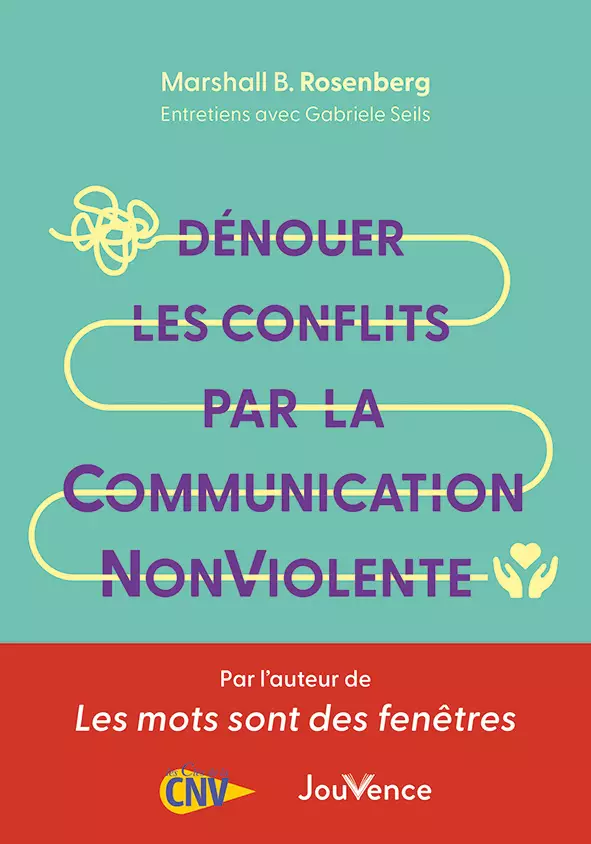 Marshall B. Rosenberg
Entretiens avec Gabriele Seils
DÉNOUER
LES CONFLITS
PAR LA
COMMUNICATION
NONVIOLENTE
Par l'auteur de
Les mots sont des fenêtres
CNV
JouVence